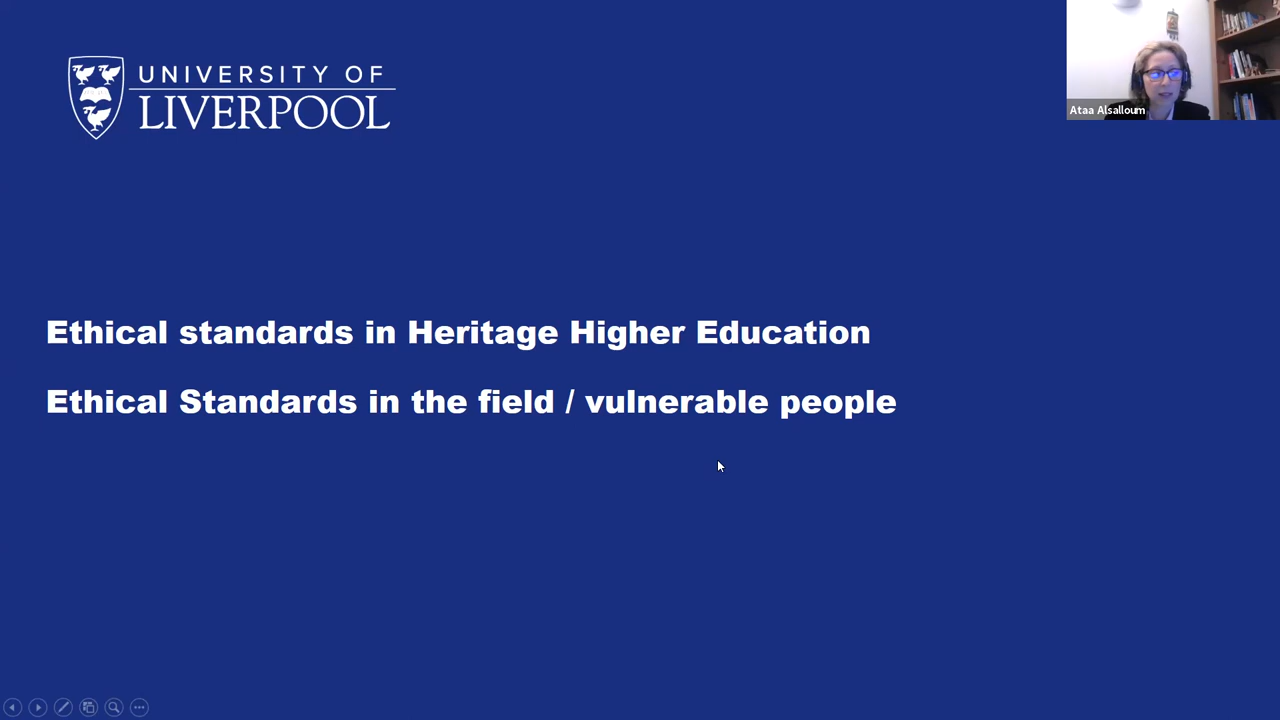 UNIVERSITY OF
LIVERPOOL
Ataa Alsalloum
Ethical standards in Heritage Higher Education
Ethical Standards in the field / vulnerable people